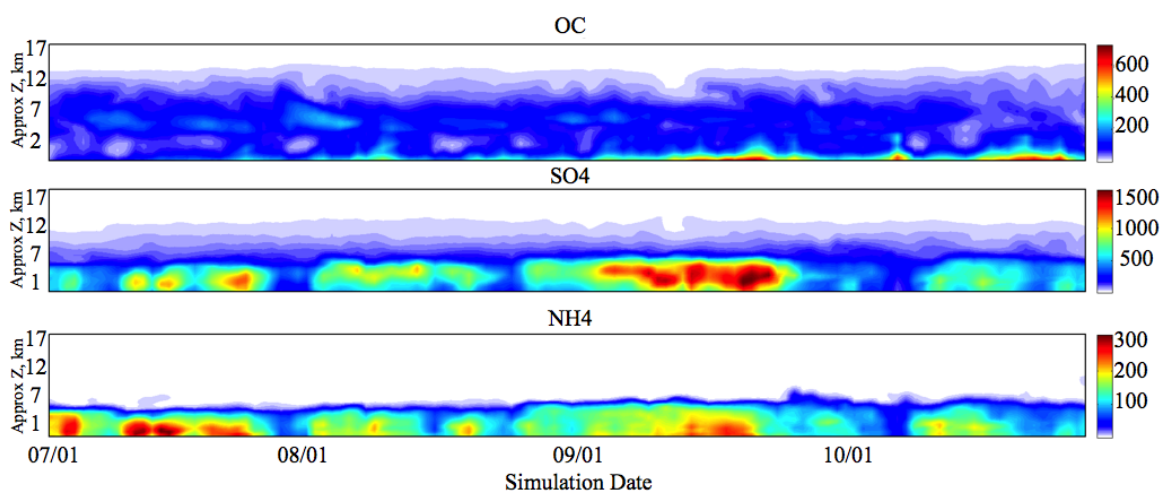 OC
Approx Z, km
17
12
7
2
600
400
200
SO4
Approx Z, km
17
12
7
1
1500
1000
500
NH4
Approx Z, km
17
12
7
1
300
200
100
07/01 08/01 09/01 10/01
Simulation Date